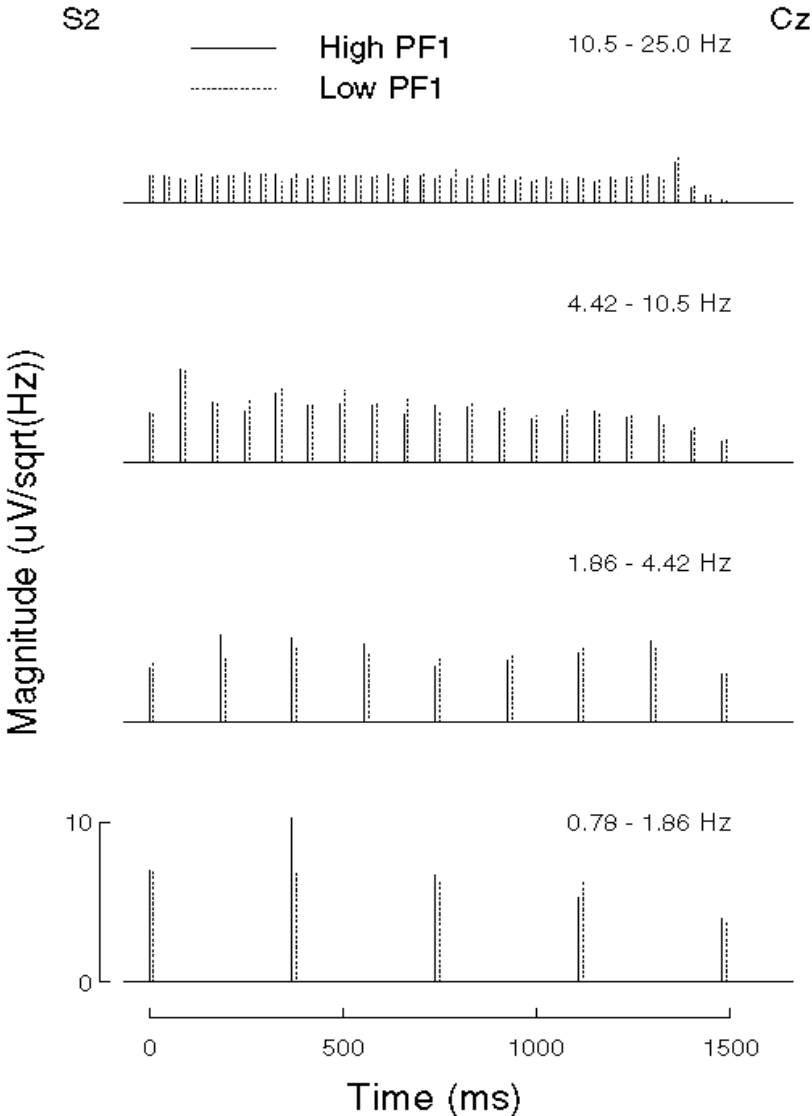 S2
Cz
High PF1
Low PF1
10.5 - 25.0 Hz
4.42 - 10.5 Hz
Magnitude (uV/sqrt(Hz))
1.86 - 4.42 Hz
10
0.78 - 1.86 Hz
0
0 500 1000 1500
Time (ms)